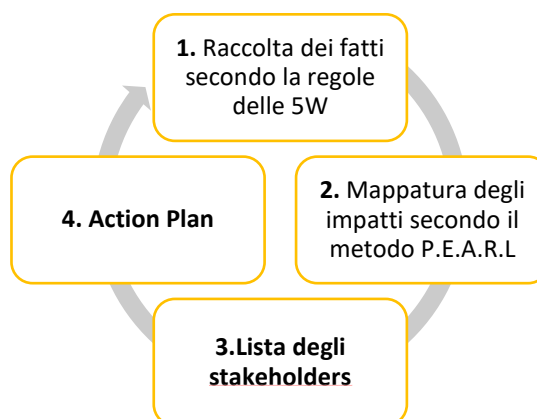 1. Raccolta dei fatti
secondo la regole
delle 5W
2. Mappatura degli
impatti secondo il
metodo P.E.A.R.L
3.Lista degli
stakeholders
4. Action Plan